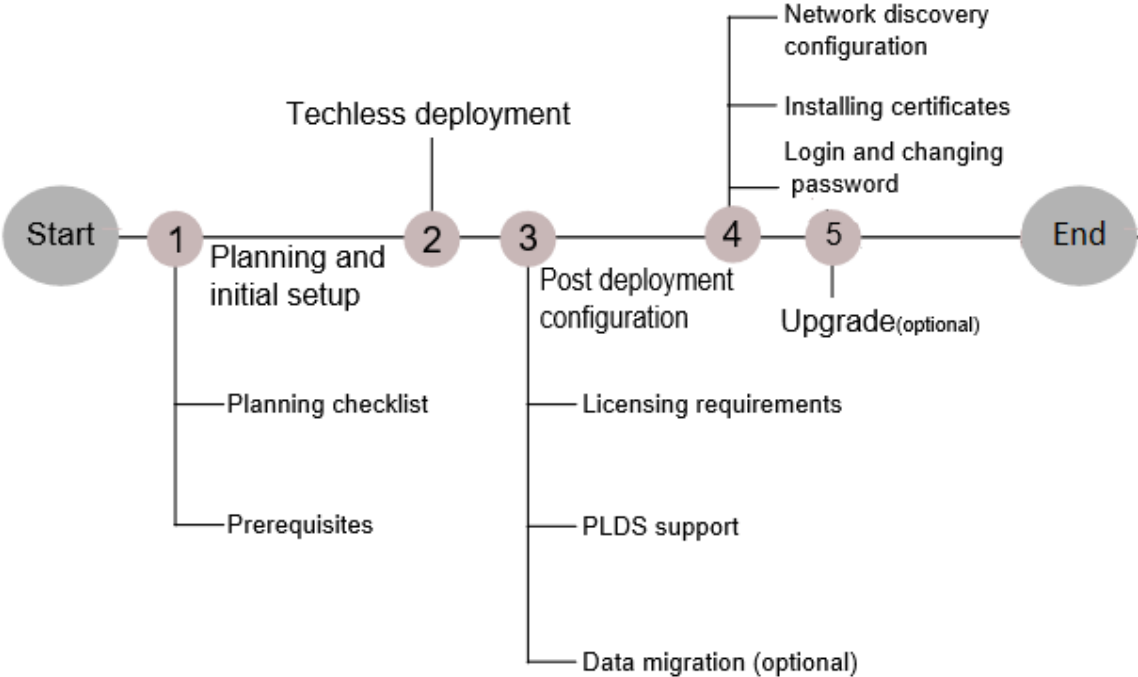 Network discovery
configuration
Installing certificates
Techless deployment
Login and changing
password
Start
1
2
3
4
5
End
Planning and
initial setup
Post deployment
configuration
Upgrade(optional)
Planning checklist
Licensing requirements
Prerequisites
PLDS support
Data migration (optional)